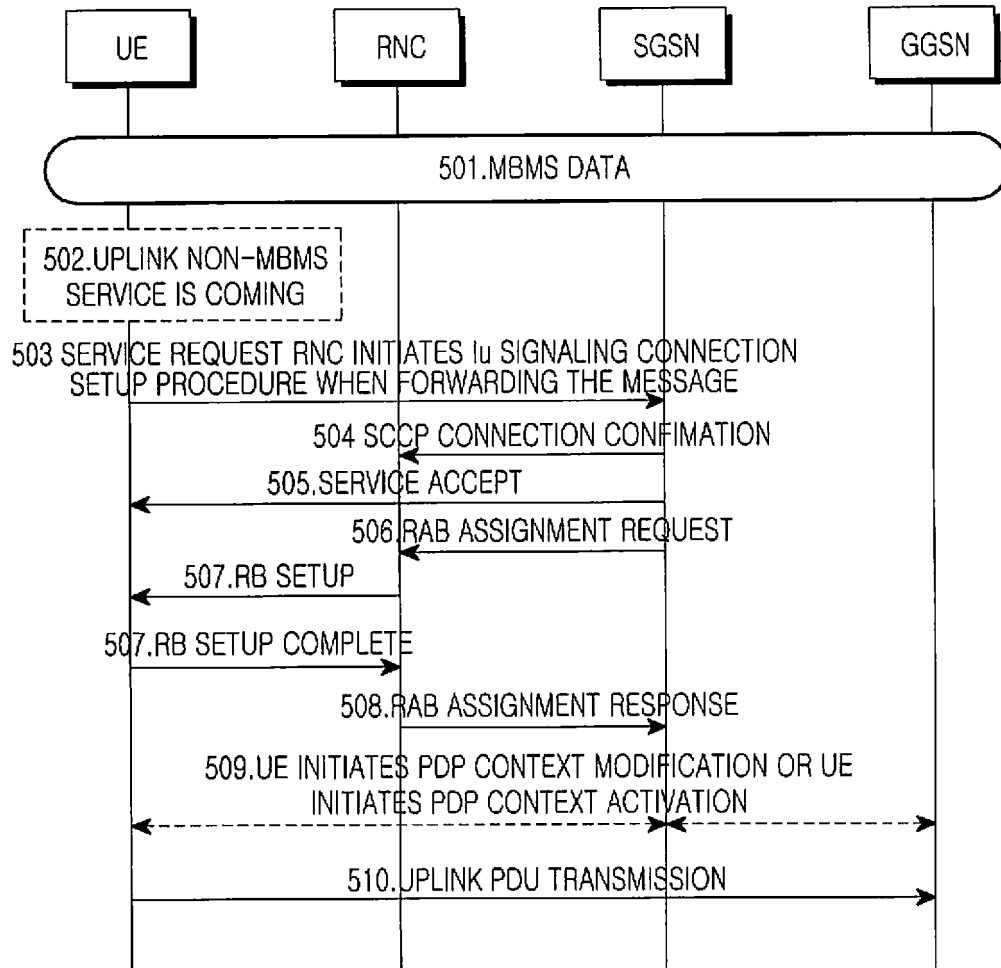 UE
RNC
SGSN
GGSN
501.MBMS DATA
502.UPLINK NON-MBMS
SERVICE IS COMING
503 SERVICE REQUEST RNC INITIATES Iu SIGNALING CONNECTION
SETUP PROCEDURE WHEN FORWARDING THE MESSAGE
504 SCCP CONNECTION CONFIMATION
505.SERVICE ACCEPT
506.RAB ASSIGNMENT REQUEST
507.RB SETUP
507.RB SETUP COMPLETE
508.RAB ASSIGNMENT RESPONSE
509.UE INITIATES PDP CONTEXT MODIFICATION OR UE
INITIATES PDP CONTEXT ACTIVATION
510.UPLINK PDU TRANSMISSION